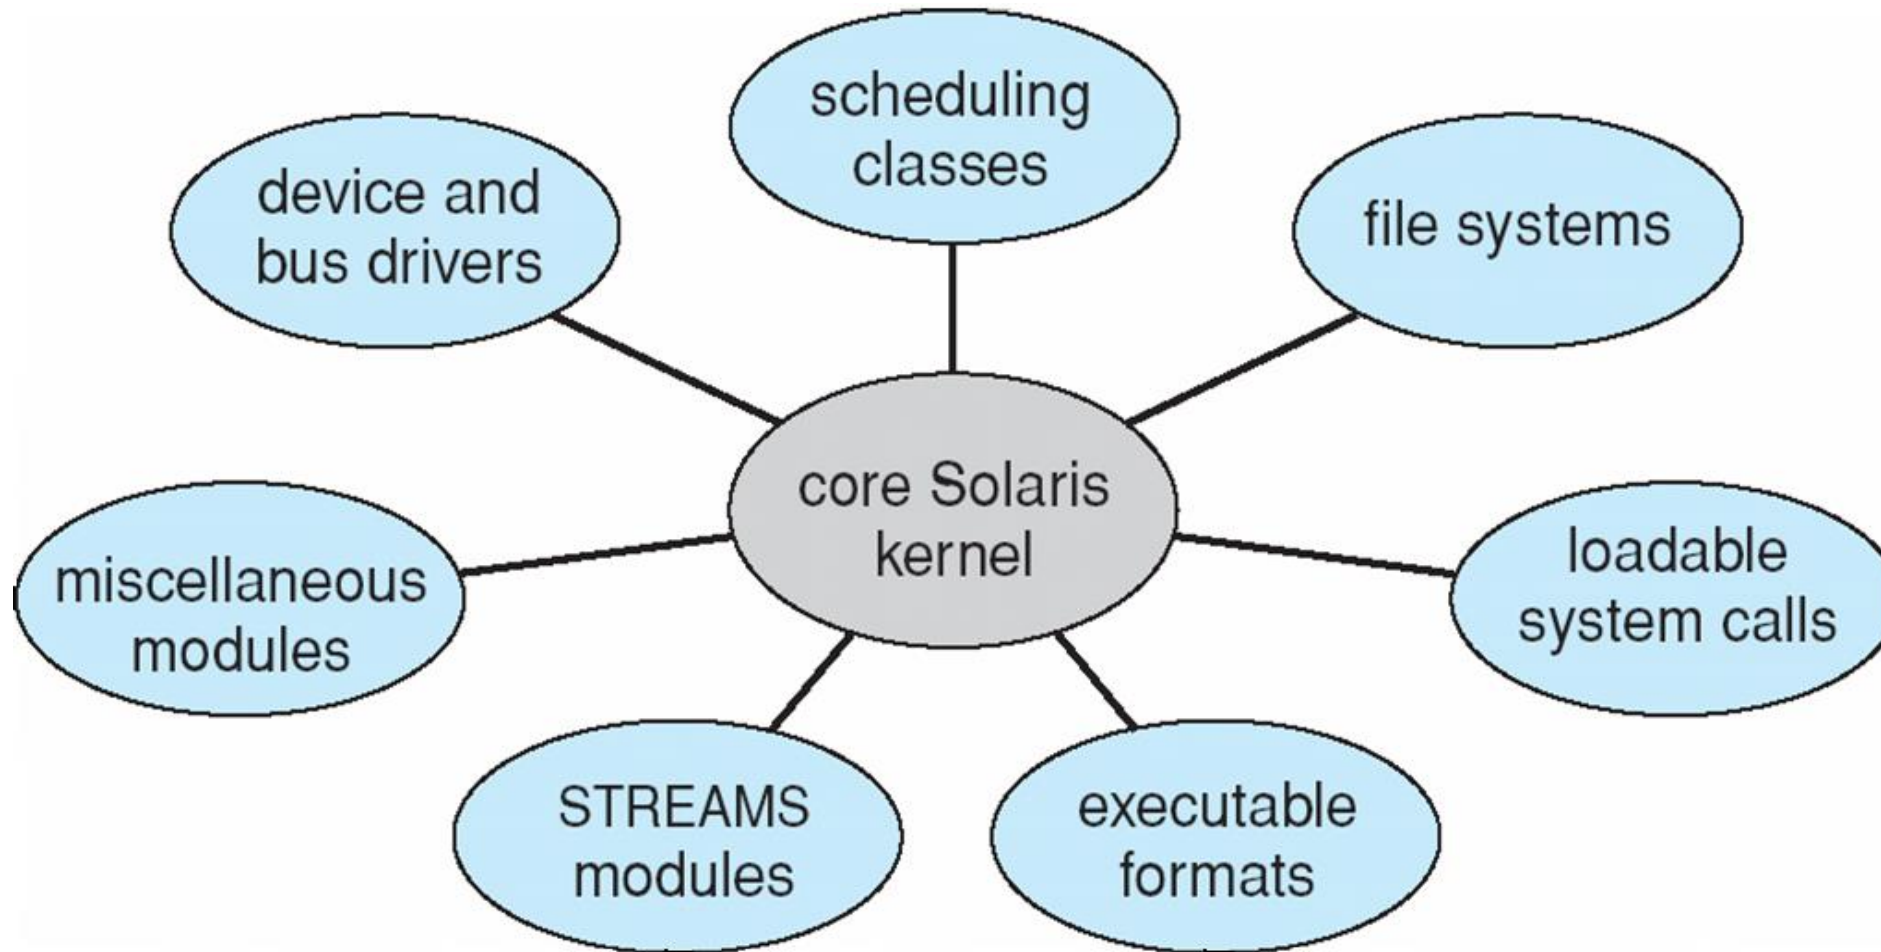 scheduling
classes
device and
bus drivers
file systems
core Solaris
kernel
miscellaneous
modules
loadable
system calls
STREAMS
modules
executable
formats